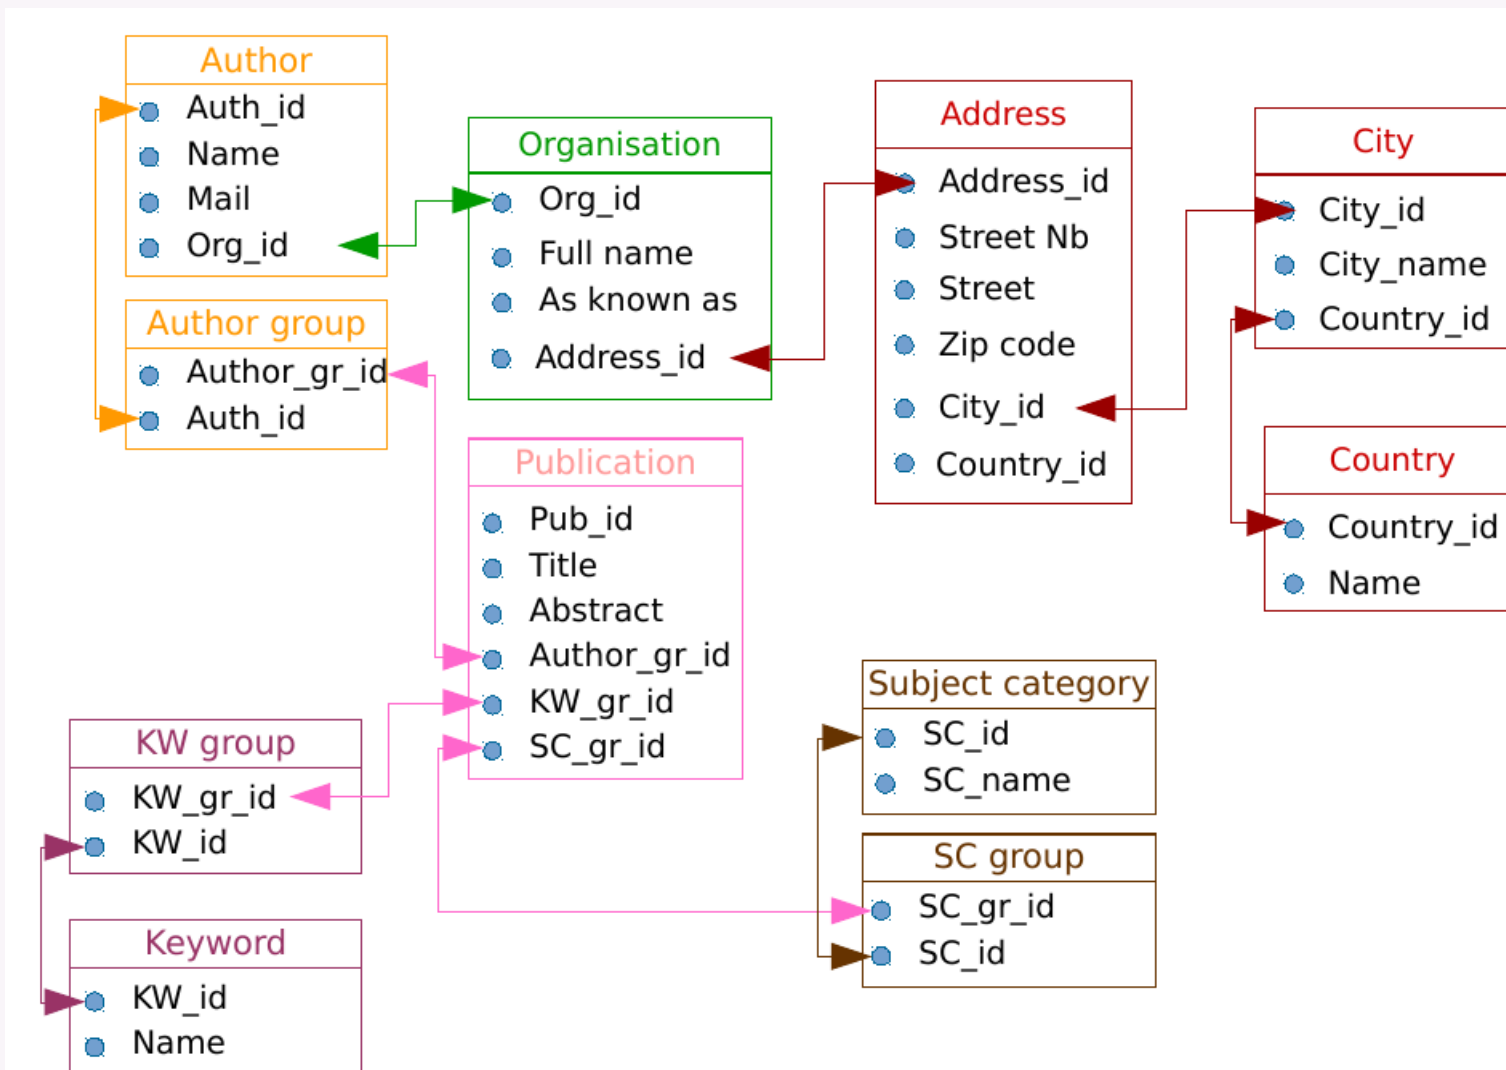 Author
Auth_id
Name
Mail
Org_id
Author group
Author_gr_id
Auth_id
Organisation
Org_id
Full name
As known as
Address_id
Publication
Pub_id
Title
Abstract
Author_gr_id
KW_gr_id
SC_gr_id
KW group
KW_gr_id
KW_id
Keyword
KW_id
Name
Address
Address_id
Street Nb
Street
Zip code
City_id
Country_id
City
City_id
City_name
Country_id
Country
Country_id
Name
Subject category
SC_id
SC_name
SC group
SC_gr_id
SC_id